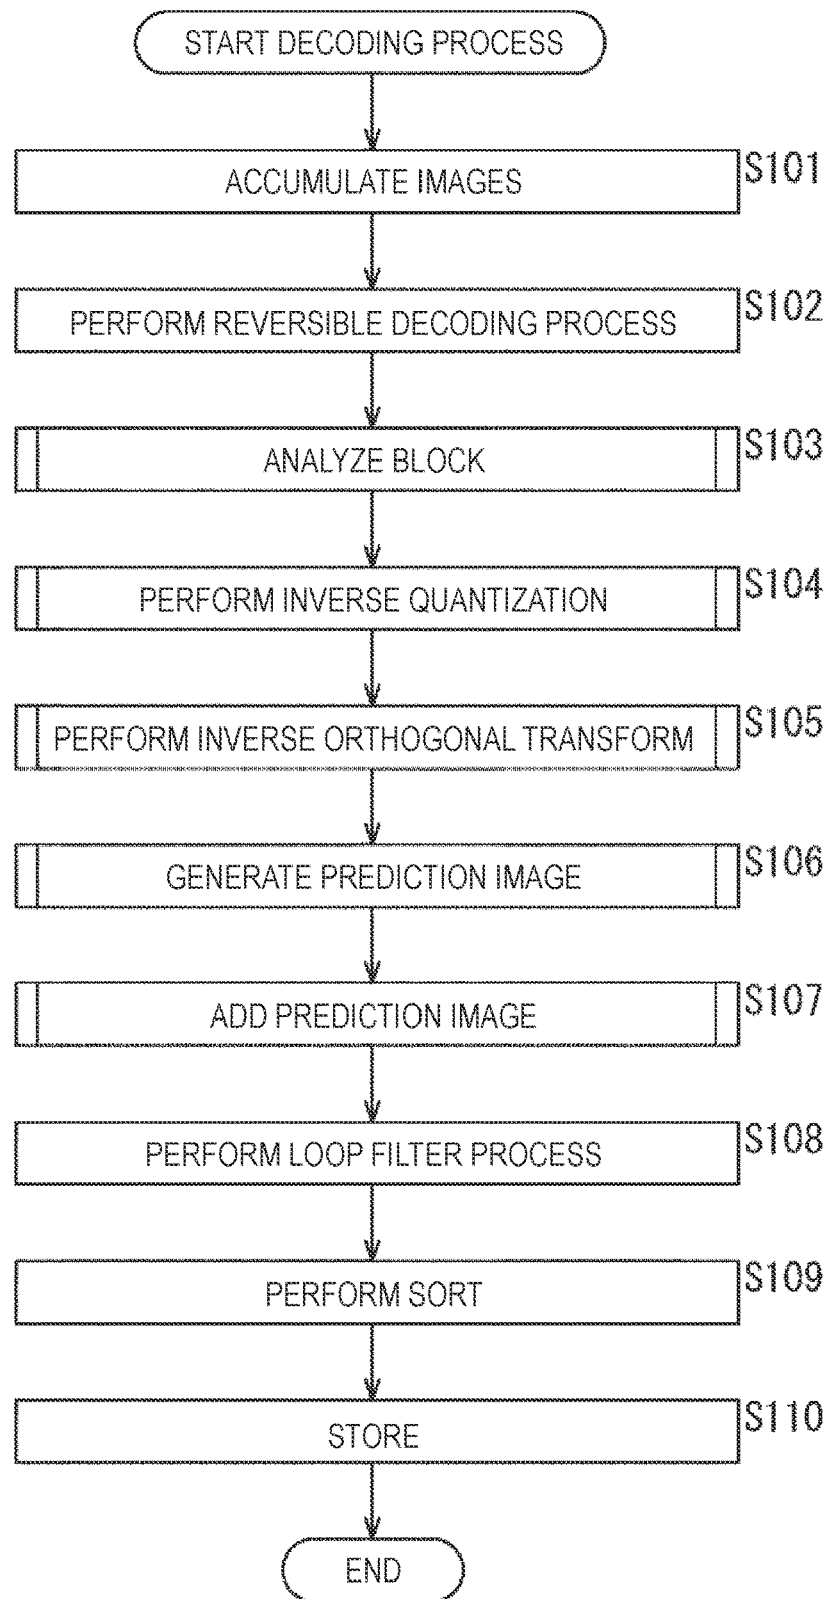 START DECODING PROCESS
S101
ACCUMULATE IMAGES
S102
PERFORM REVERSIBLE DECODING PROCESS
S103
ANALYZE BLOCK
S104
PERFORM INVERSE QUANTIZATION
S105
PERFORM INVERSE ORTHOGONAL TRANSFORM
S106
GENERATE PREDICTION IMAGE
S107
ADD PREDICTION IMAGE
S108
PERFORM LOOP FILTER PROCESS
S109
PERFORM SORT
S110
STORE
END